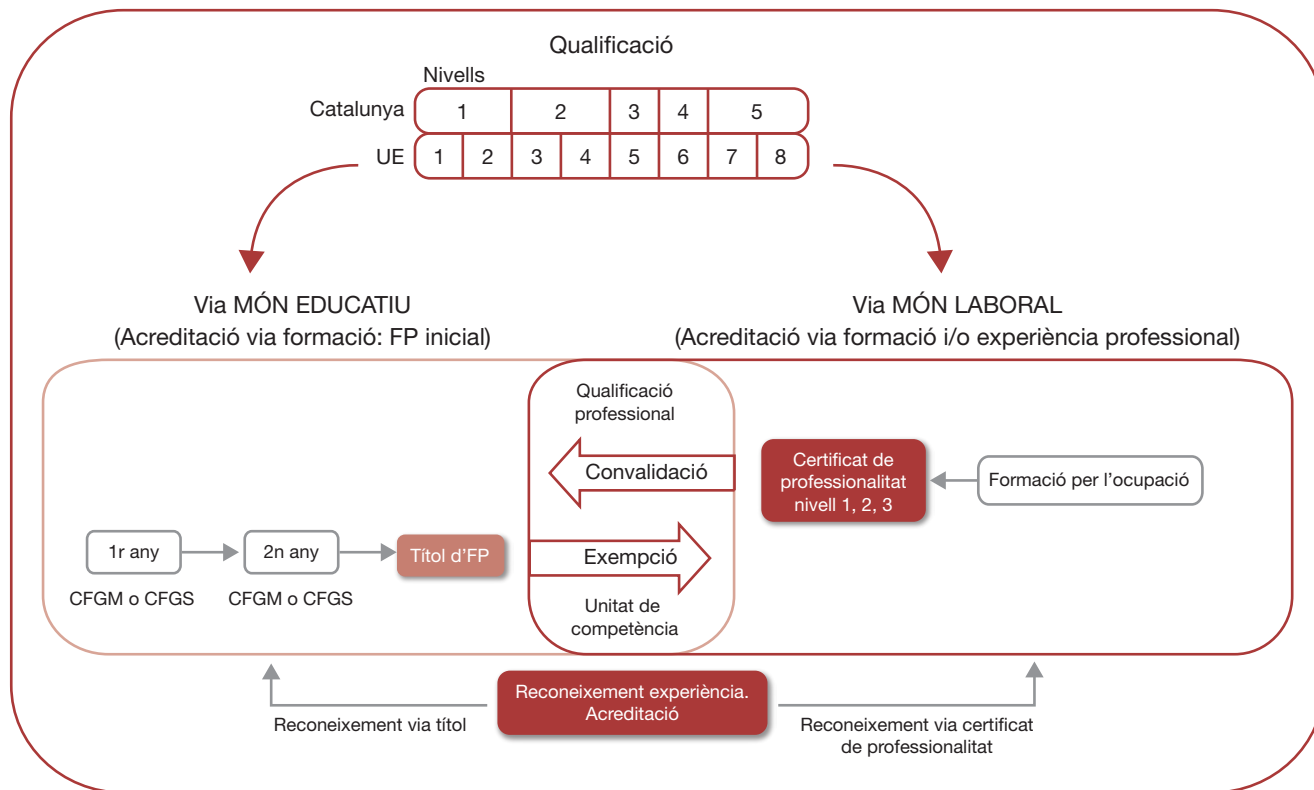 Qualificació
Nivells
Catalunya 1 2 3 4 5
UE 1 2 3 4 5 6 7 8
Via MÓN EDUCATIU
(Acreditació via formació: FP inicial)
Via MÓN LABORAL
(Acreditació via formació i/o experiència professional)
Qualificació
professional
Convalidació
Certificat de
professionalitat
nivell 1, 2, 3
Formació per l'ocupació
1r any
2n any
Títol d'FP
Exempció
CFGM o CFGS
CFGM o CFGS
Unitat de
competència
Reconeixement experiència.
Acreditació
Reconeixement via títol
Reconeixement via certificat
de professionalitat